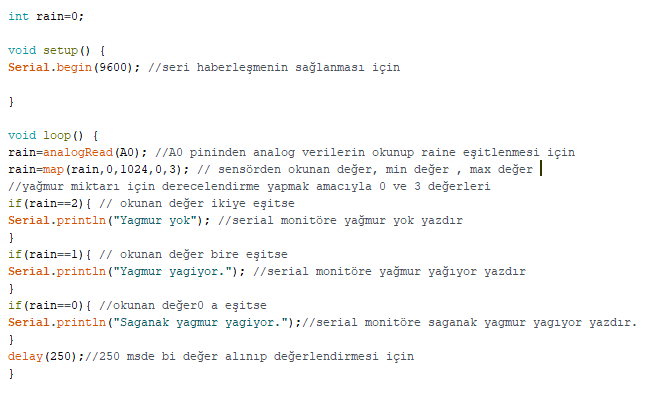 int rain=0;
void setup() {
Serial.begin(9600); //seri haberleşmenin sağlanması için
}
void loop() {
rain=analogRead(A0); //A0 pininden analog verilerin okunup raine eşitlenmesi için
rain=map(rain,0,1024,0,3); // sensörden okunan değer, min değer , max değer
//yağmur miktarı için derecelendirme yapmak amacıyla 0 ve 3 değerleri
if(rain==2){ // okunan değer ikiye eşitse
Serial.println("Yagmur yok"); //serial monitöre yağmur yok yazdır
}
if(rain==1){ // okunan değer bire eşitse
Serial.println("Yagmur yagiyor."); //serial monitöre yağmur yağıyor yazdır
}
if(rain==0){ //okunan değer0 a eşitse
Serial.println("Saganak yagmur yagiyor.");//serial monitöre saganak yagmur yagıyor yazdır.
}
delay(250);//250 msde bi değer alınıp değerlendirmesi için
}